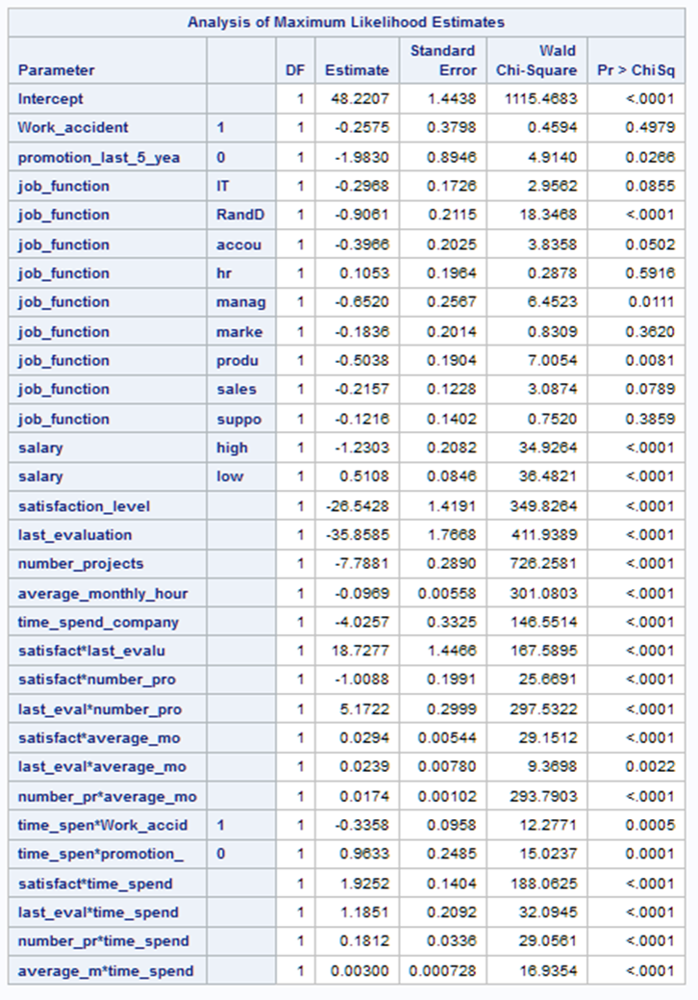 Analysis of Maximum Likelihood Estimates
Parameter DF Estimate Standard Error Wald Chi-Square Pr > ChiSq
Intercept 1 48.2207 1.4438 1115.4683 <.0001
Work_accident 1 1 -0.2575 0.3798 0.4594 0.4979
promotion_last_5_yea 0 1 -1.9830 0.8946 4.9140 0.0266
job_function IT 1 -0.2968 0.1726 2.9562 0.0855
job_function RandD 1 -0.9061 0.2115 18.3468 <.0001
job_function accou 1 -0.3966 0.2025 3.8358 0.0502
job_function hr 1 0.1053 0.1964 0.2878 0.5916
job_function manag 1 -0.6520 0.2567 6.4523 0.0111
job_function marke 1 -0.1836 0.2014 0.8309 0.3620
job_function produ 1 -0.5038 0.1904 7.0054 0.0081
job_function sales 1 -0.2157 0.1228 3.0874 0.0789
job_function suppo 1 -0.1216 0.1402 0.7520 0.3859
salary high 1 -1.2303 0.2082 34.9264 <.0001
salary low 1 0.5108 0.0846 36.4821 <.0001
satisfaction_level 1 -26.5428 1.4191 349.8264 <.0001
last_evaluation 1 -35.8585 1.7668 411.9389 <.0001
number_projects 1 -7.7881 0.2890 726.2581 <.0001
average_monthly_hour 1 -0.0969 0.00558 301.0803 <.0001
time_spend_company 1 -4.0257 0.3325 146.5514 <.0001
satisfact*last_evalu 1 18.7277 1.4466 167.5895 <.0001
satisfact*number_pro 1 -1.0088 0.1991 25.6691 <.0001
last_eval*number_pro 1 5.1722 0.2999 297.5322 <.0001
satisfact*average_mo 1 0.0294 0.00544 29.1512 <.0001
last_eval*average_mo 1 0.0239 0.00780 9.3698 0.0022
number_pr*average_mo 1 0.0174 0.00102 293.7903 <.0001
time_spen*Work_accid 1 1 -0.3358 0.0958 12.2771 0.0005
time_spen*promotion_ 0 1 0.9633 0.2485 15.0237 0.0001
satisfact*time_spend 1 1.9252 0.1404 188.0625 <.0001
last_eval*time_spend 1 1.1851 0.2092 32.0945 <.0001
number_pr*time_spend 1 0.1812 0.0336 29.0561 <.0001
average_m*time_spend 1 0.00300 0.000728 16.9354 <.0001